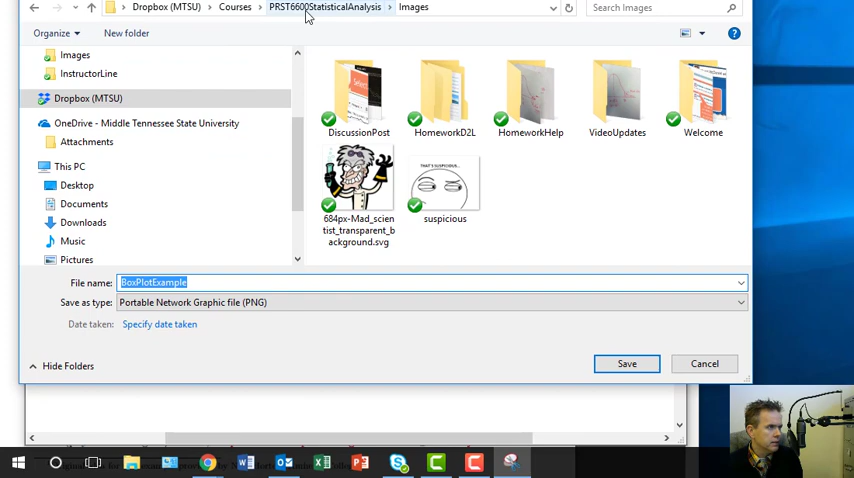 Dropbox (MTSU) > Courses > PRST6600StatisticalAnalysis > Images
Search Images
Organize
New folder
Images
InstructorLine
Dropbox (MTSU)
OneDrive - Middle Tennessee State University
Attachments
This PC
Desktop
Documents
Downloads
Music
Pictures
DiscussionPost
HomeworkD2L
HomeworkHelp
VideoUpdates
Welcome
THAT'S SUSPICIOUS...
684px-Mad_scien
tist_transparent_b
ackground.svg
suspicious
File name:
BoxPlotExample
Save as type:
Portable Network Graphic file (PNG)
Date taken:
Specify date taken
Hide Folders
Save
Cancel